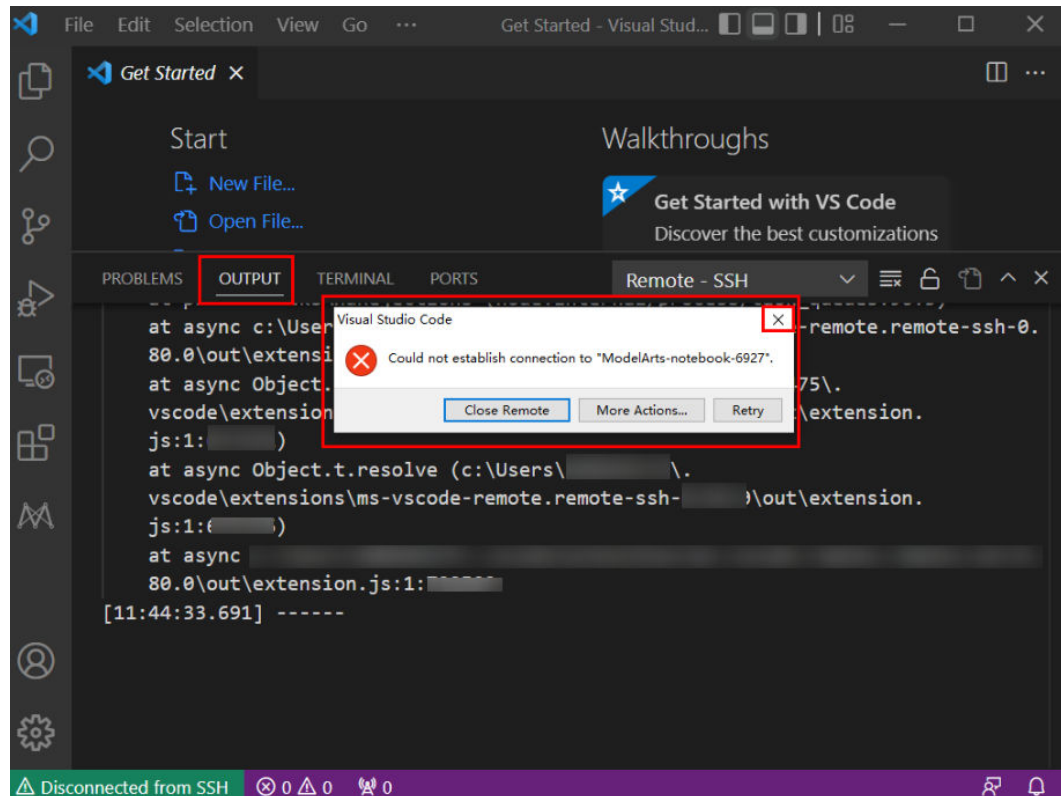 File Edit Selection View Go ··· Get Started - Visual Stud...
Get Started
Start
Walkthroughs
New File...
Open File...
Get Started with VS Code
Discover the best customizations
PROBLEMS OUTPUT TERMINAL PORTS Remote - SSH
at async c:\User -remote.remote-ssh-0.
80.0\out\extensi
at async Object. 75\.
vscode\extension \extension.
js:1: )
at async Object.t.resolve (c:\Users\ \.
vscode\extensions\ms-vscode-remote.remote-ssh- \out\extension.
js:1: )
at async
80.0\out\extension.js:1:
[11:44:33.691] ------
Visual Studio Code
Could not establish connection to "ModelArts-notebook-6927".
Close Remote More Actions... Retry
Disconnected from SSH 0 0 0